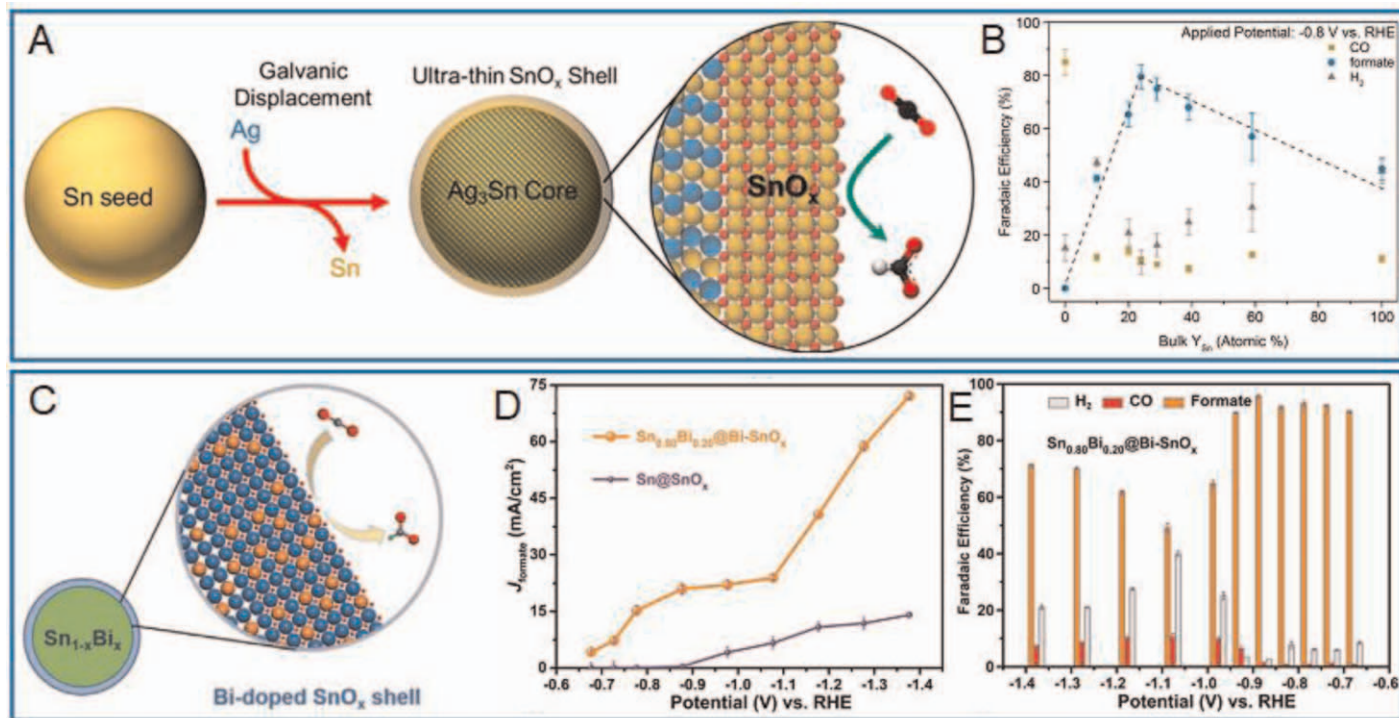 A
Galvanic
Displacement
Ag
Sn seed
Sn
Ultra-thin SnOₓ Shell
Ag₃Sn Core
SnOₓ
B
Applied Potential: -0.8 V vs. RHE
CO
formate
H₂
Faradaic Efficiency (%)
100
80
60
40
20
0
0 20 40 60 80 100
Bulk Y_Sn (Atomic %)
C
Sn₁₋ₓBiₓ
Bi-doped SnOₓ shell
D
Sn₀.₈₀Bi₀.₂₀@Bi-SnOₓ
Sn@SnOₓ
J_formate (mA/cm²)
75
60
45
30
15
0
-0.6 -0.7 -0.8 -0.9 -1.0 -1.1 -1.2 -1.3 -1.4
Potential (V) vs. RHE
E
H₂ CO Formate
Sn₀.₈₀Bi₀.₂₀@Bi-SnOₓ
Faradaic Efficiency (%)
100
80
60
40
20
0
-1.4 -1.3 -1.2 -1.1 -1.0 -0.9 -0.8 -0.7 -0.6
Potential (V) vs. RHE